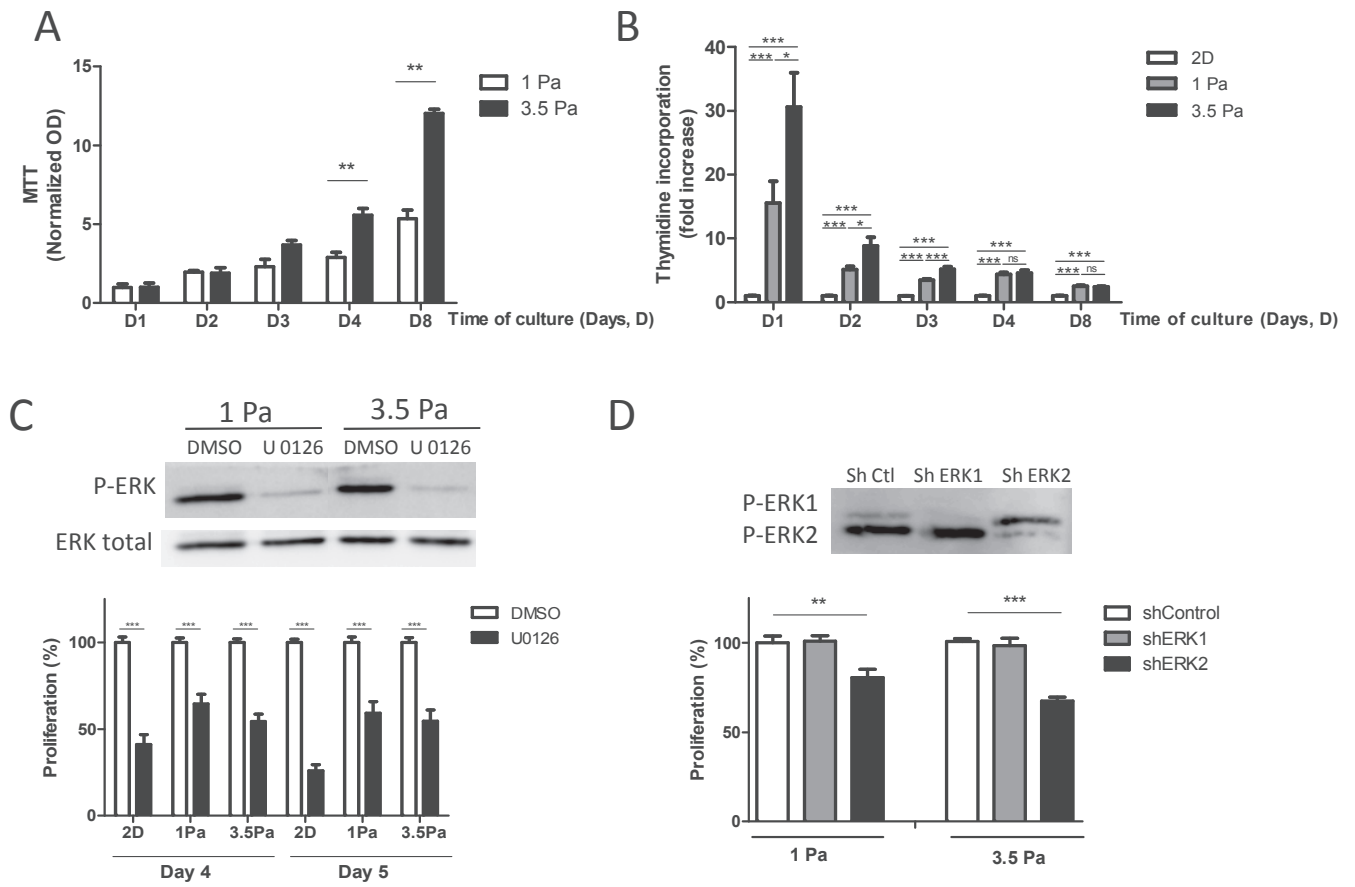 A
MTT
(Normalized OD)
15
10
5
0
**
**
D1 D2 D3 D4 D8 Time of culture (Days, D)
1 Pa
3.5 Pa
B
Thymidine incorporation
(fold increase)
40
30
20
10
0
***
*** *
***
*** *
***
*** ***
***
*** ns
***
*** ns
D1 D2 D3 D4 D8 Time of culture (Days, D)
2D
1 Pa
3.5 Pa
C
1 Pa 3.5 Pa
DMSO U 0126 DMSO U 0126
P-ERK
ERK total
Proliferation (%)
100
50
0
*** *** *** *** *** ***
2D 1Pa 3.5Pa 2D 1Pa 3.5Pa
Day 4 Day 5
DMSO
U0126
D
Sh Ctl Sh ERK1 Sh ERK2
P-ERK1
P-ERK2
Proliferation (%)
100
50
0
** ***
1 Pa 3.5 Pa
shControl
shERK1
shERK2